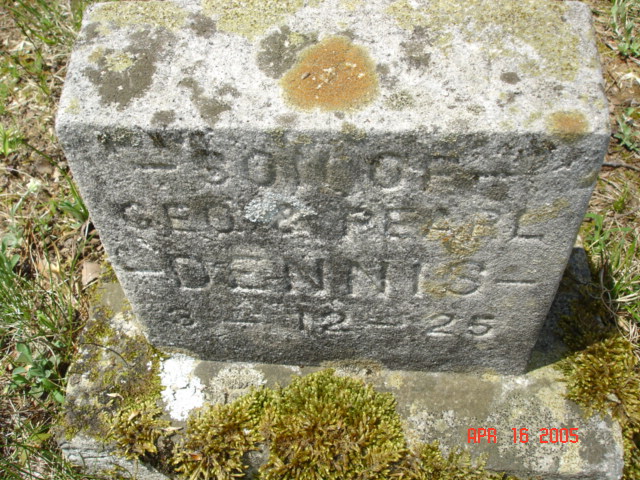 - SON OF -
GEO. & PEARL
- DENNIS -
3 - 12 - 25
APR 16 2005